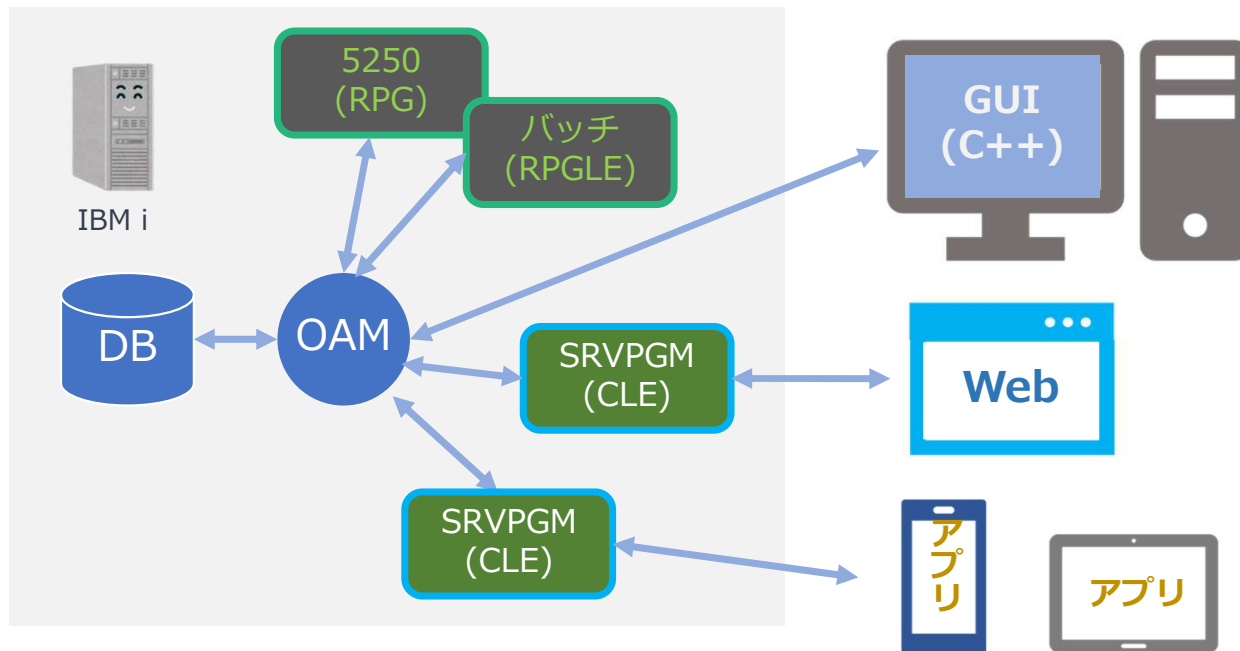 5250
(RPG)
バッチ
(RPGLE)
GUI
(C++)
IBM i
DB
OAM
SRVPGM
(CLE)
Web
SRVPGM
(CLE)
アプリ
アプリ